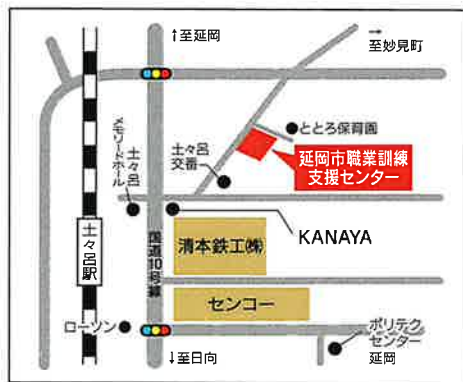 ↑至延岡
→
至妙見町
ととろ保育園
延岡市職業訓練
支援センター
土々呂
交番
土々呂
メモリードホール
土々呂駅
国道10号線
KANAYA
清本鉄工㈱
センコー
ローソン
↓至日向
ポリテク
センター
延岡